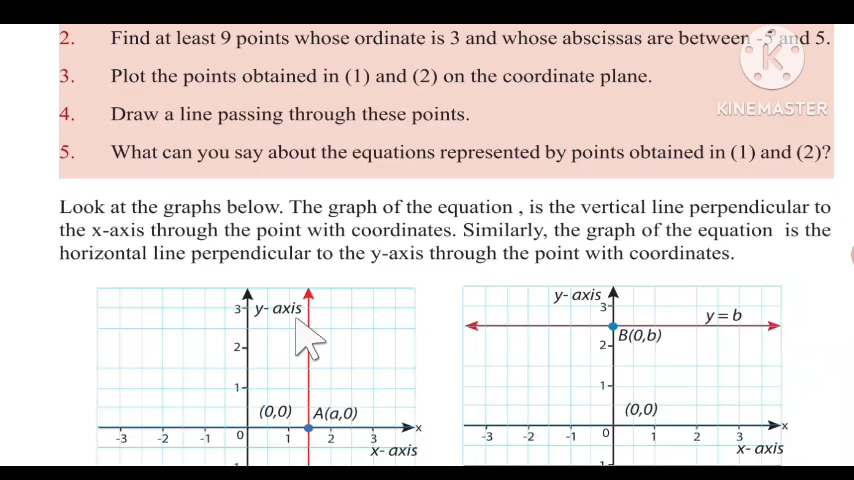 2. Find at least 9 points whose ordinate is 3 and whose abscissas are between -5 and 5.
3. Plot the points obtained in (1) and (2) on the coordinate plane.
4. Draw a line passing through these points.
5. What can you say about the equations represented by points obtained in (1) and (2)?
KINEMASTER
Look at the graphs below. The graph of the equation , is the vertical line perpendicular to
the x-axis through the point with coordinates. Similarly, the graph of the equation is the
horizontal line perpendicular to the y-axis through the point with coordinates.
3 y- axis
2
1
(0,0) A(a,0)
-3 -2 -1 0 1 2 3 x
x- axis
y- axis
3
y = b
B(0,b)
2
1
(0,0)
-3 -2 -1 0 1 2 3 x
x- axis